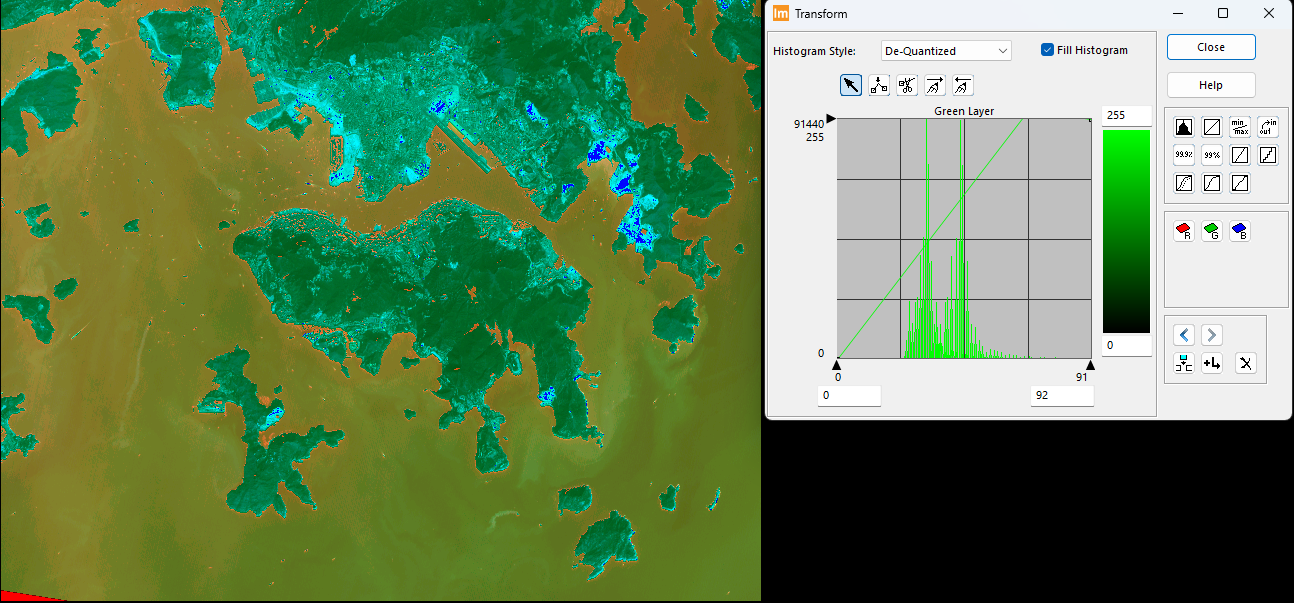 Im Transform
Histogram Style: De-Quantized Fill Histogram
Close
Help
Green Layer
91440
255
0
0 91
0 92
255
0
min max
in out
99.9% 99%
R G B